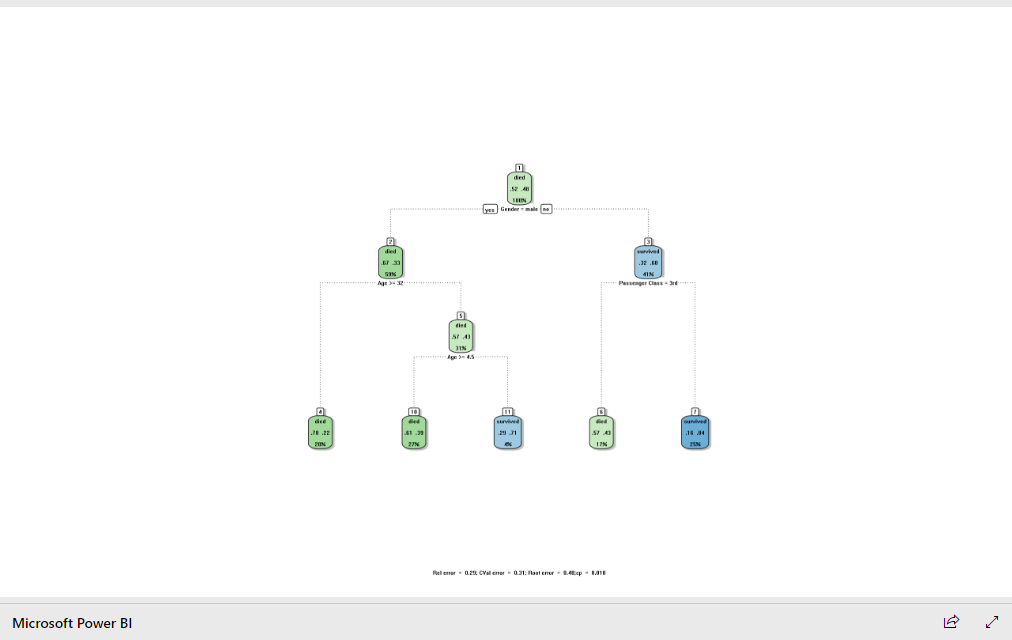 1
died
.52 .48
100%
yes Gender = male no
2
died
.67 .33
59%
3
survived
.32 .68
41%
Age >= 32
Passenger Class = 3rd
5
died
.57 .43
31%
Age >= 4.5
4
died
.78 .22
28%
10
died
.61 .39
27%
11
survived
.29 .71
4%
6
died
.57 .43
17%
7
survived
.16 .84
25%
Rel error = 0.29; CVal error = 0.31; Root error = 0.48;cp = 0.010
Microsoft Power BI